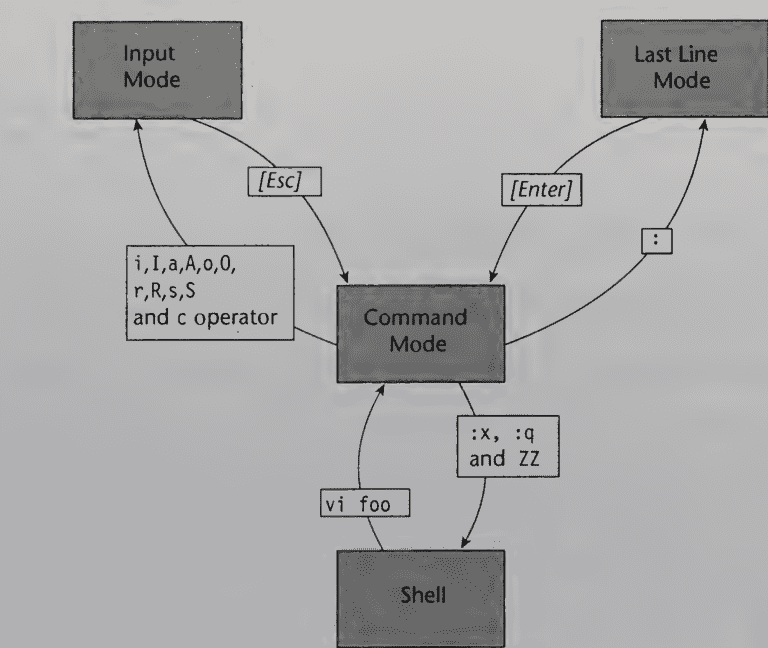 Input
Mode
Last Line
Mode
[Esc]
[Enter]
:
i,I,a,A,o,O,
r,R,s,S
and c operator
Command
Mode
:x, :q
and ZZ
vi foo
Shell